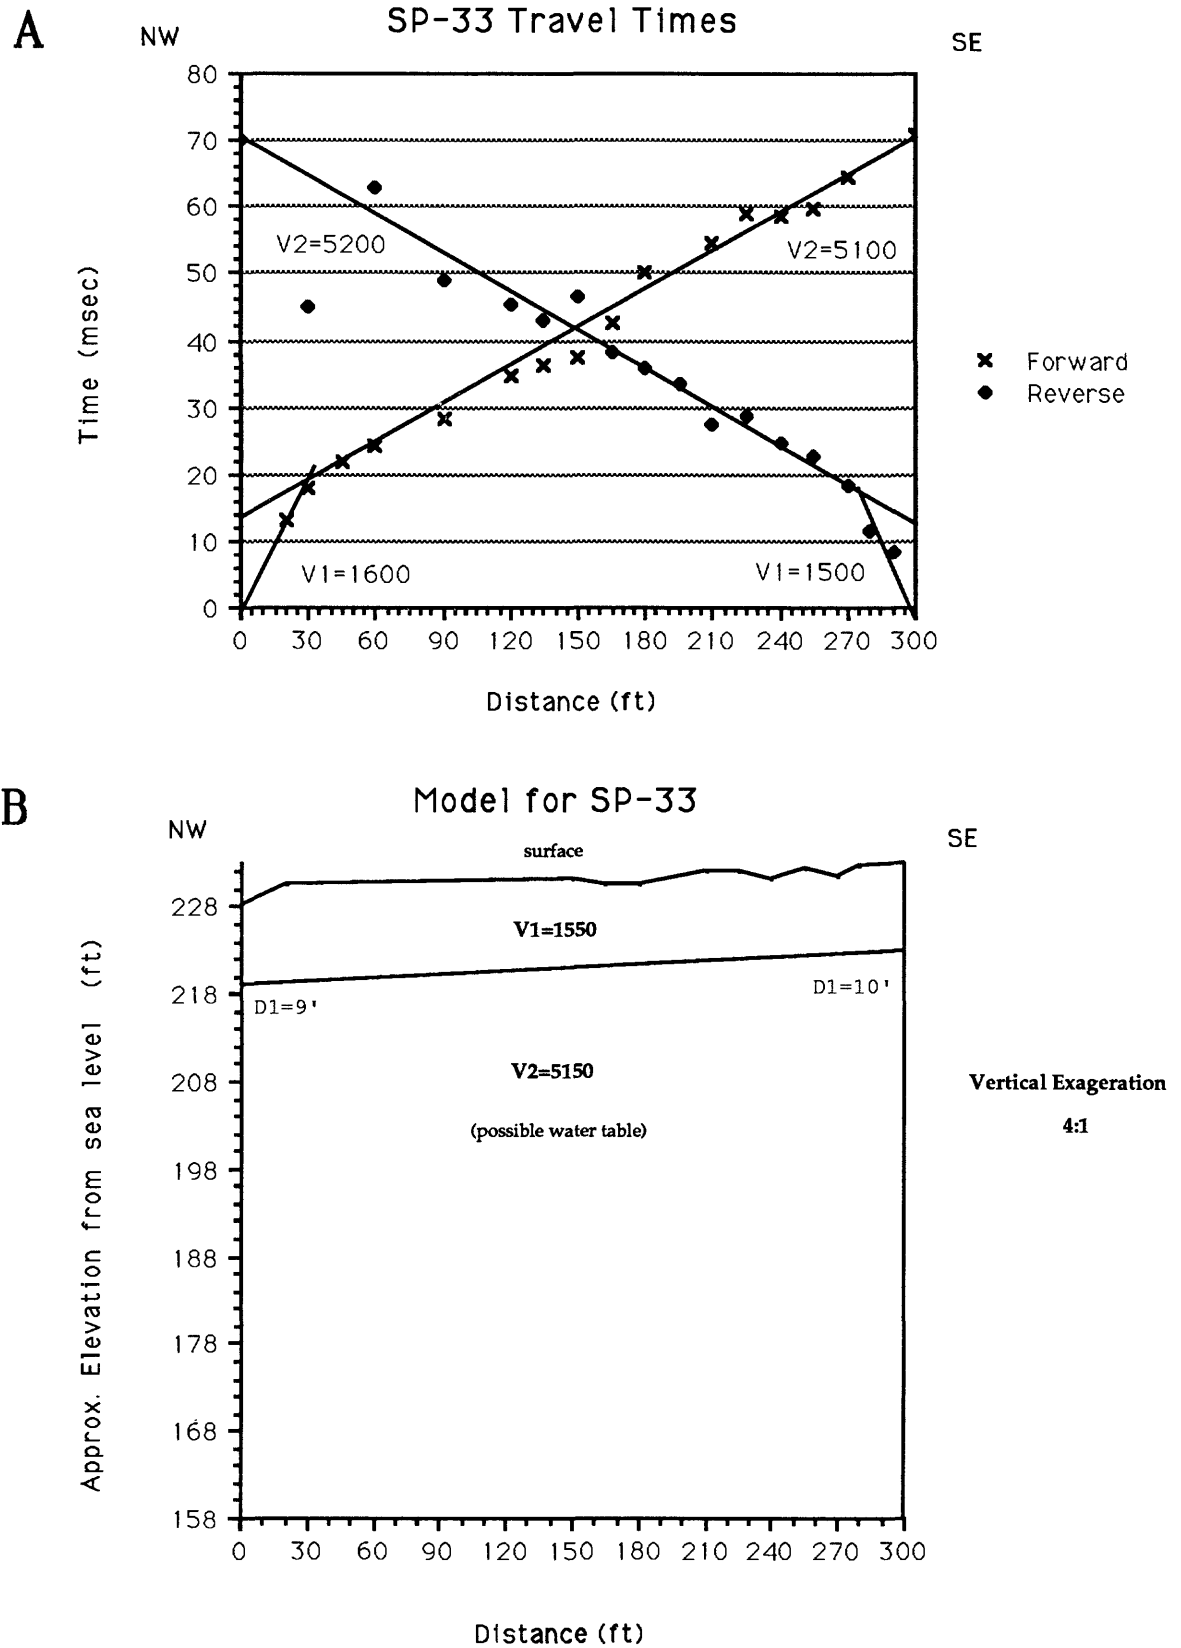 A
SP-33 Travel Times
NW
SE
80
70
60
50
40
30
20
10
0
V2=5200
V2=5100
V1=1600
V1=1500
Time (msec)
0 30 60 90 120 150 180 210 240 270 300
Distance (ft)
Forward
Reverse
B
Model for SP-33
NW
SE
surface
228
218
208
198
188
178
168
158
V1=1550
D1=9'
D1=10'
V2=5150
(possible water table)
Approx. Elevation from sea level (ft)
Vertical Exageration
4:1
0 30 60 90 120 150 180 210 240 270 300
Distance (ft)